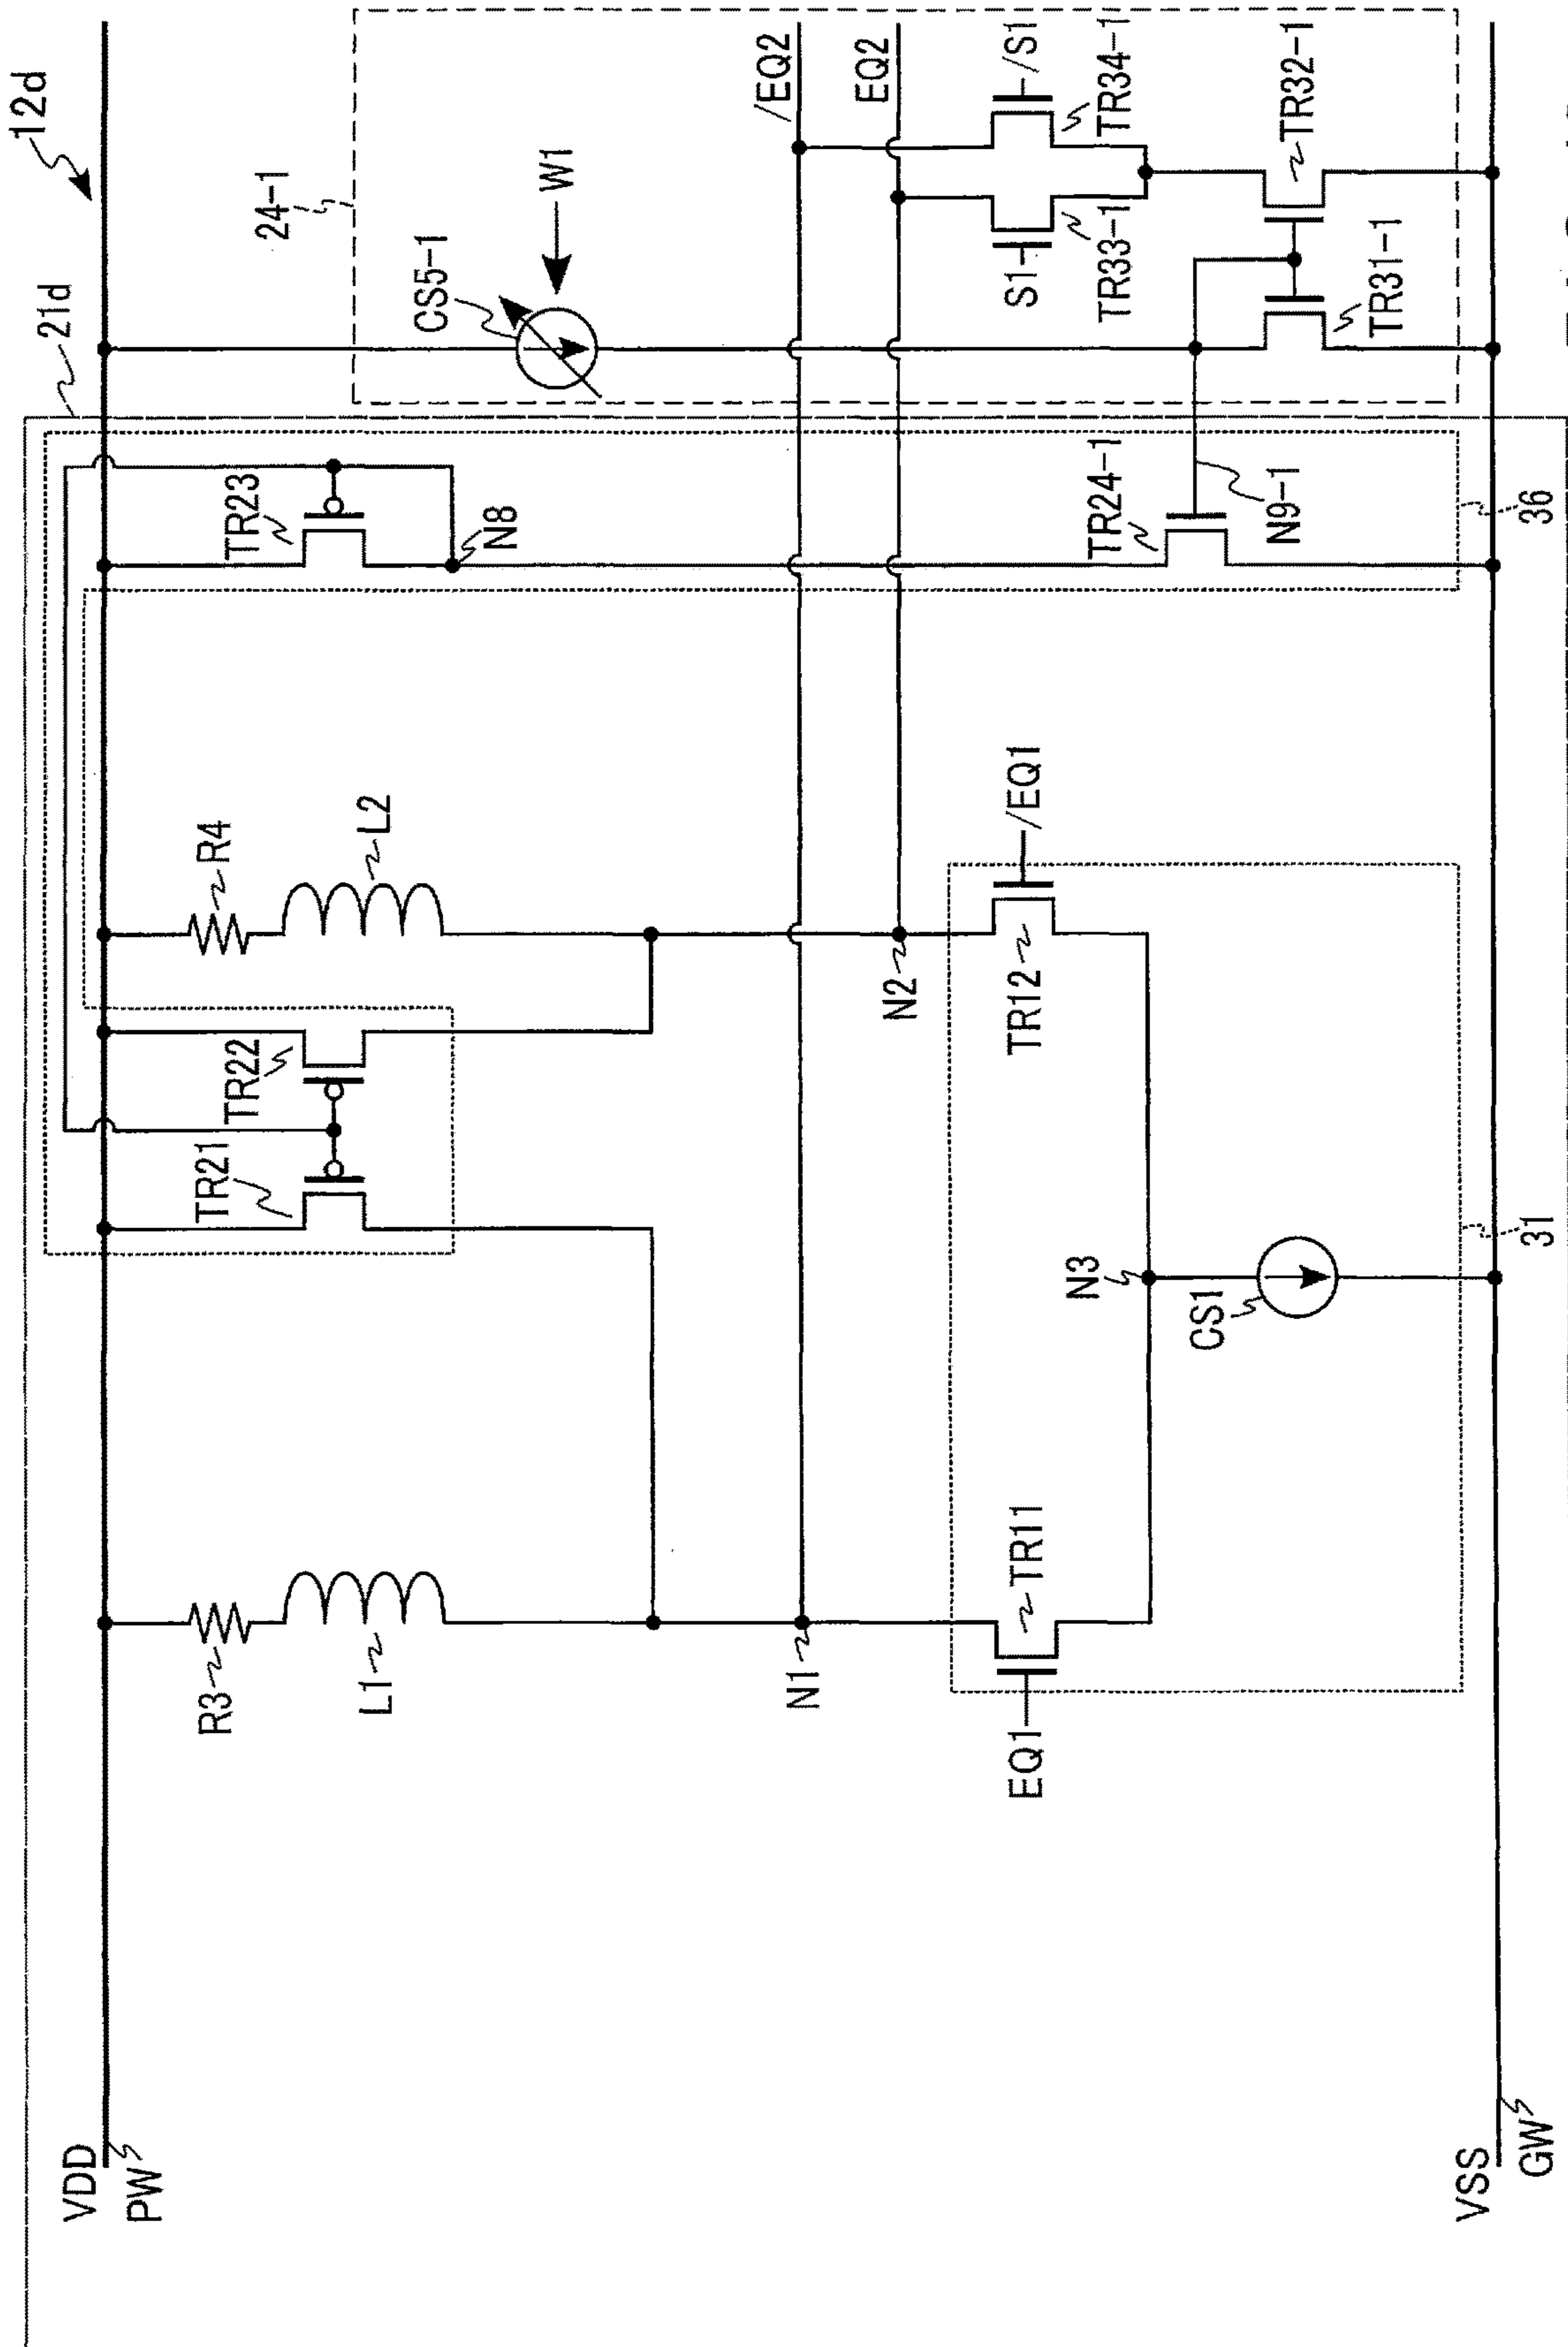 12d
21d
24-1
VDD
PW
R3
L1
TR21
TR22
R4
L2
TR23
N8
CS5-1
W1
/EQ2
EQ2
N1
N2
S1
/S1
TR33-1
TR34-1
EQ1
TR11
TR12
/EQ1
N3
CS1
TR24-1
N9-1
TR31-1
TR32-1
VSS
GW
31
36